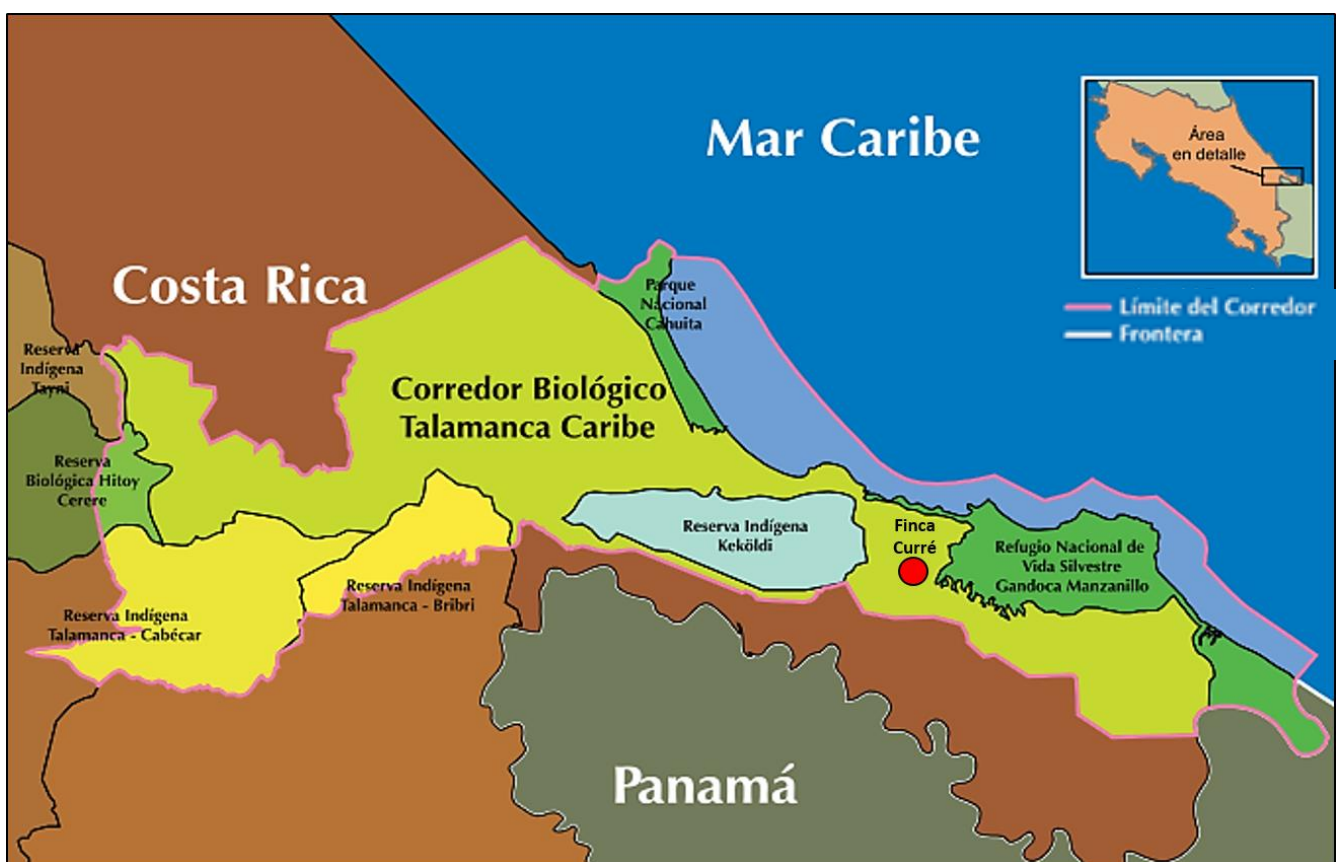 Mar Caribe
Área
en detalle
Costa Rica
Límite del Corredor
Frontera
Parque
Nacional
Cahuita
Reserva
Indígena
Tayni
Corredor Biológico
Talamanca Caribe
Reserva
Biológica Hitoy
Cerere
Reserva Indígena
Keköldi
Finca
Curré
Refugio Nacional de
Vida Silvestre
Gandoca Manzanillo
Reserva Indígena
Talamanca - Bribri
Reserva Indígena
Talamanca - Cabécar
Panamá